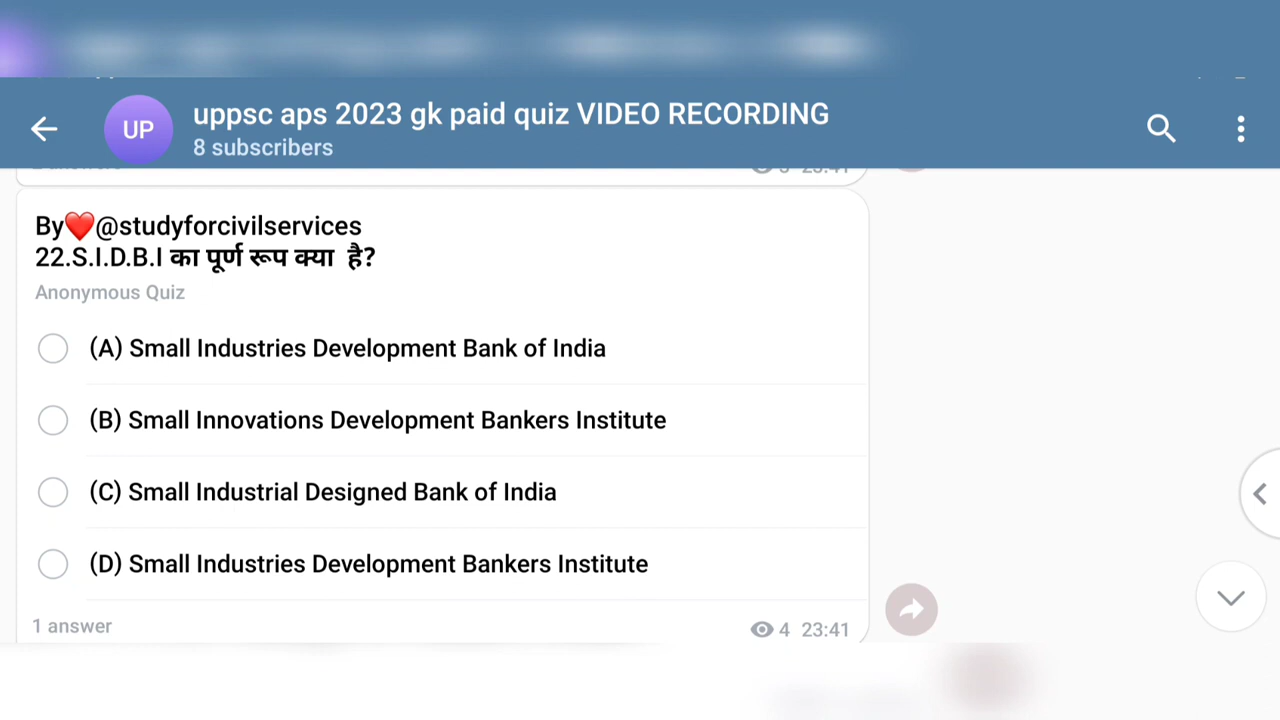 UP
uppsc aps 2023 gk paid quiz VIDEO RECORDING
8 subscribers
By❤️@studyforcivilservices
22.S.I.D.B.I का पूर्ण रूप क्या है?
Anonymous Quiz
(A) Small Industries Development Bank of India
(B) Small Innovations Development Bankers Institute
(C) Small Industrial Designed Bank of India
(D) Small Industries Development Bankers Institute
1 answer
4 23:41